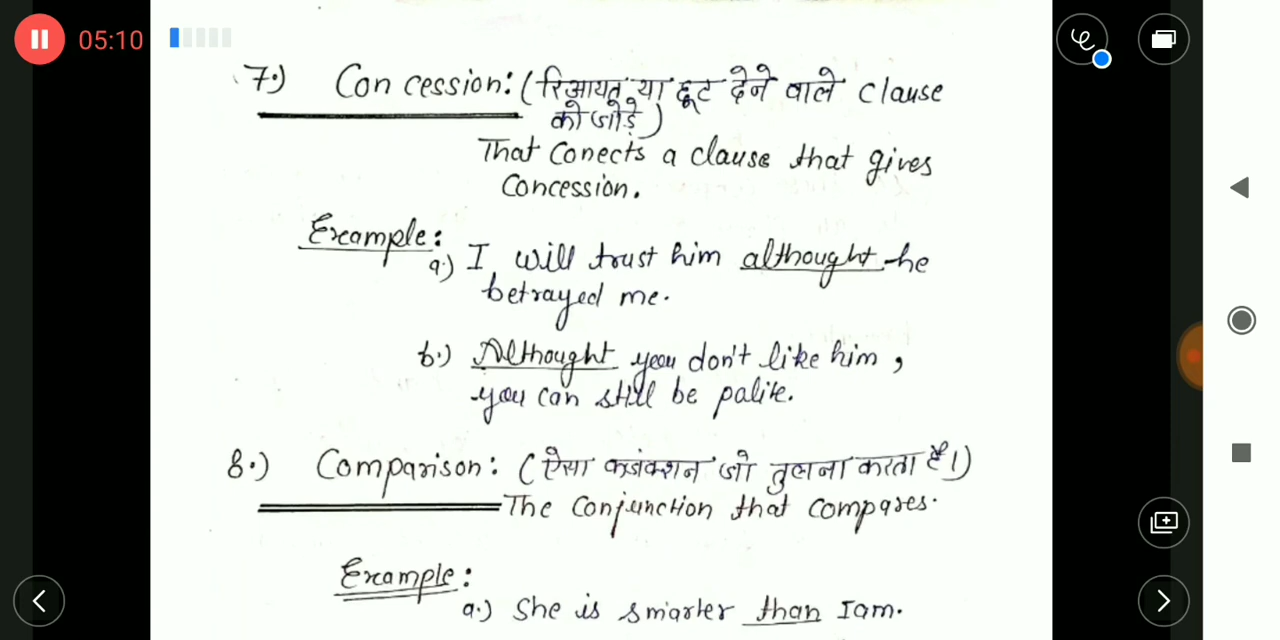 05:10
7.) Concession: (रिआयत या छूट देने वाले clause
को जोड़े)
That Conects a clause that gives
Concession.
Example:
a.) I will trust him althought he
betrayed me.
b.) Althought you don't like him,
you can still be palite.
8.) Comparison: (ऐसा कजंक्शन जो तुलना करता है।)
The Conjunction that compares.
Example:
a.) She is smarter than I am.